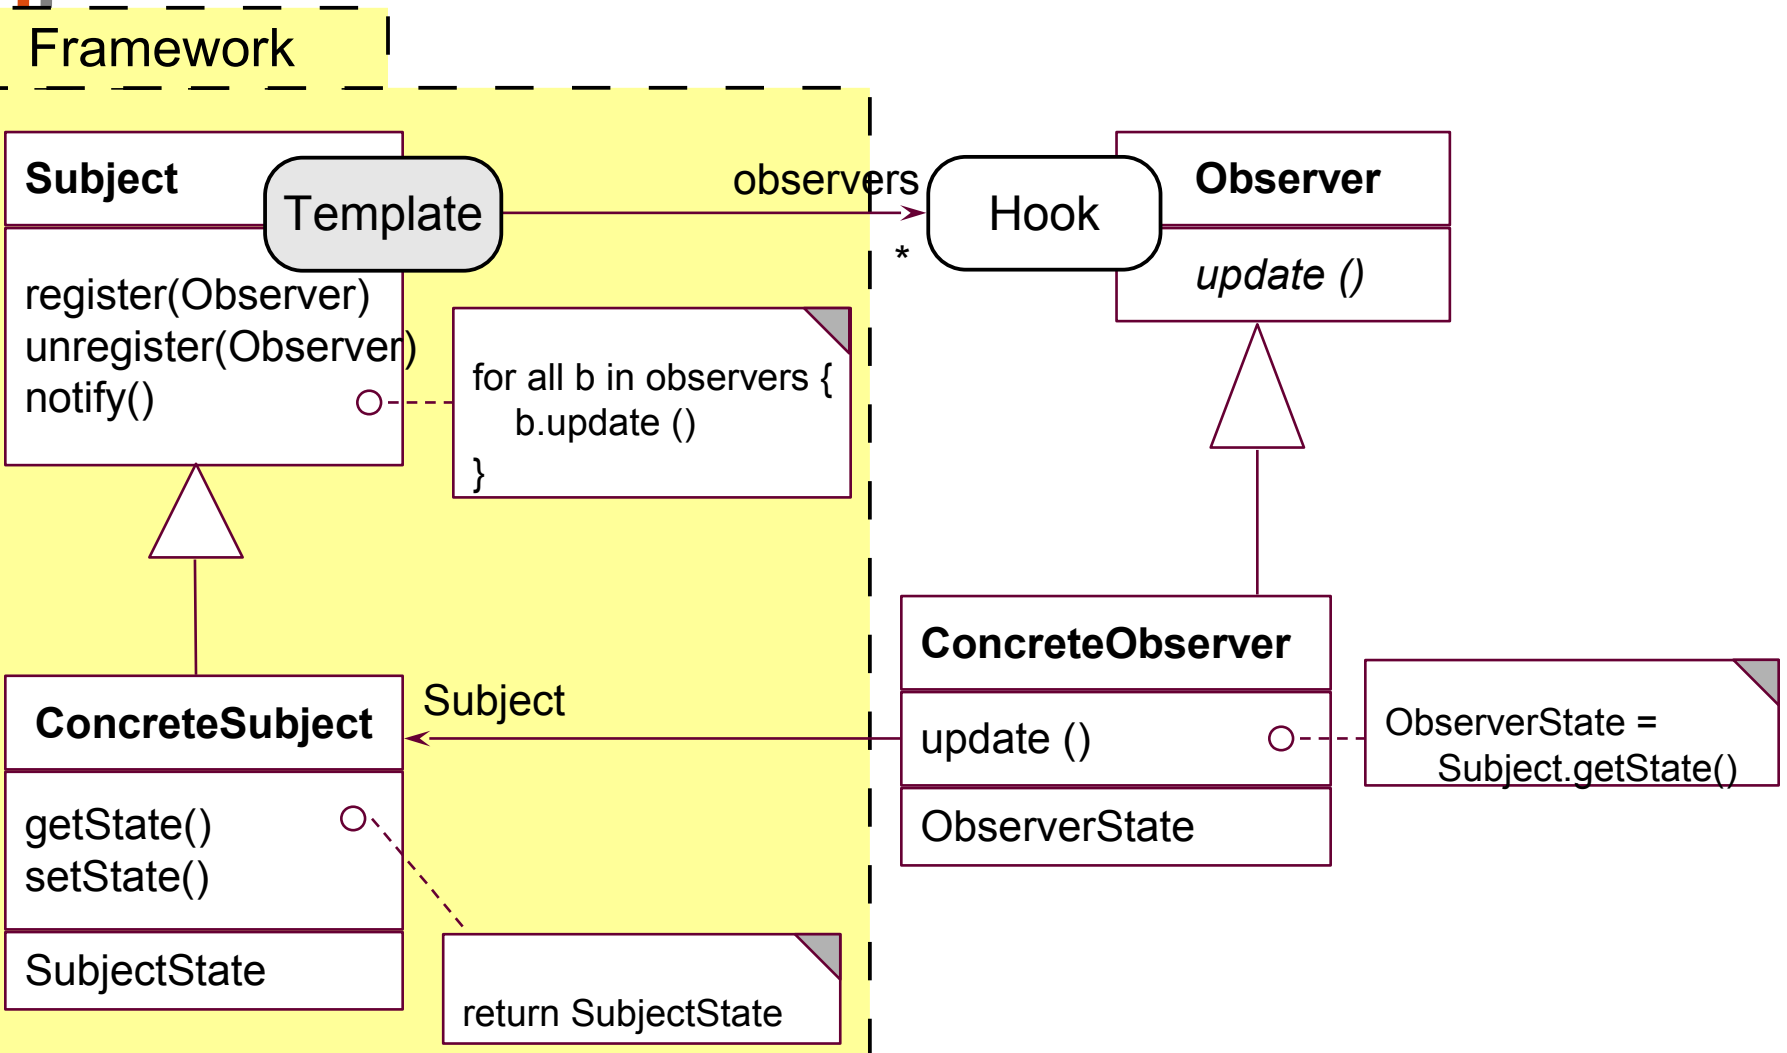 Framework
Subject
Template
observers
*
Hook
Observer
update ()
register(Observer)
unregister(Observer)
notify()
for all b in observers {
b.update ()
}
ConcreteSubject
Subject
ConcreteObserver
update ()
ObserverState
ObserverState =
Subject.getState()
getState()
setState()
SubjectState
return SubjectState